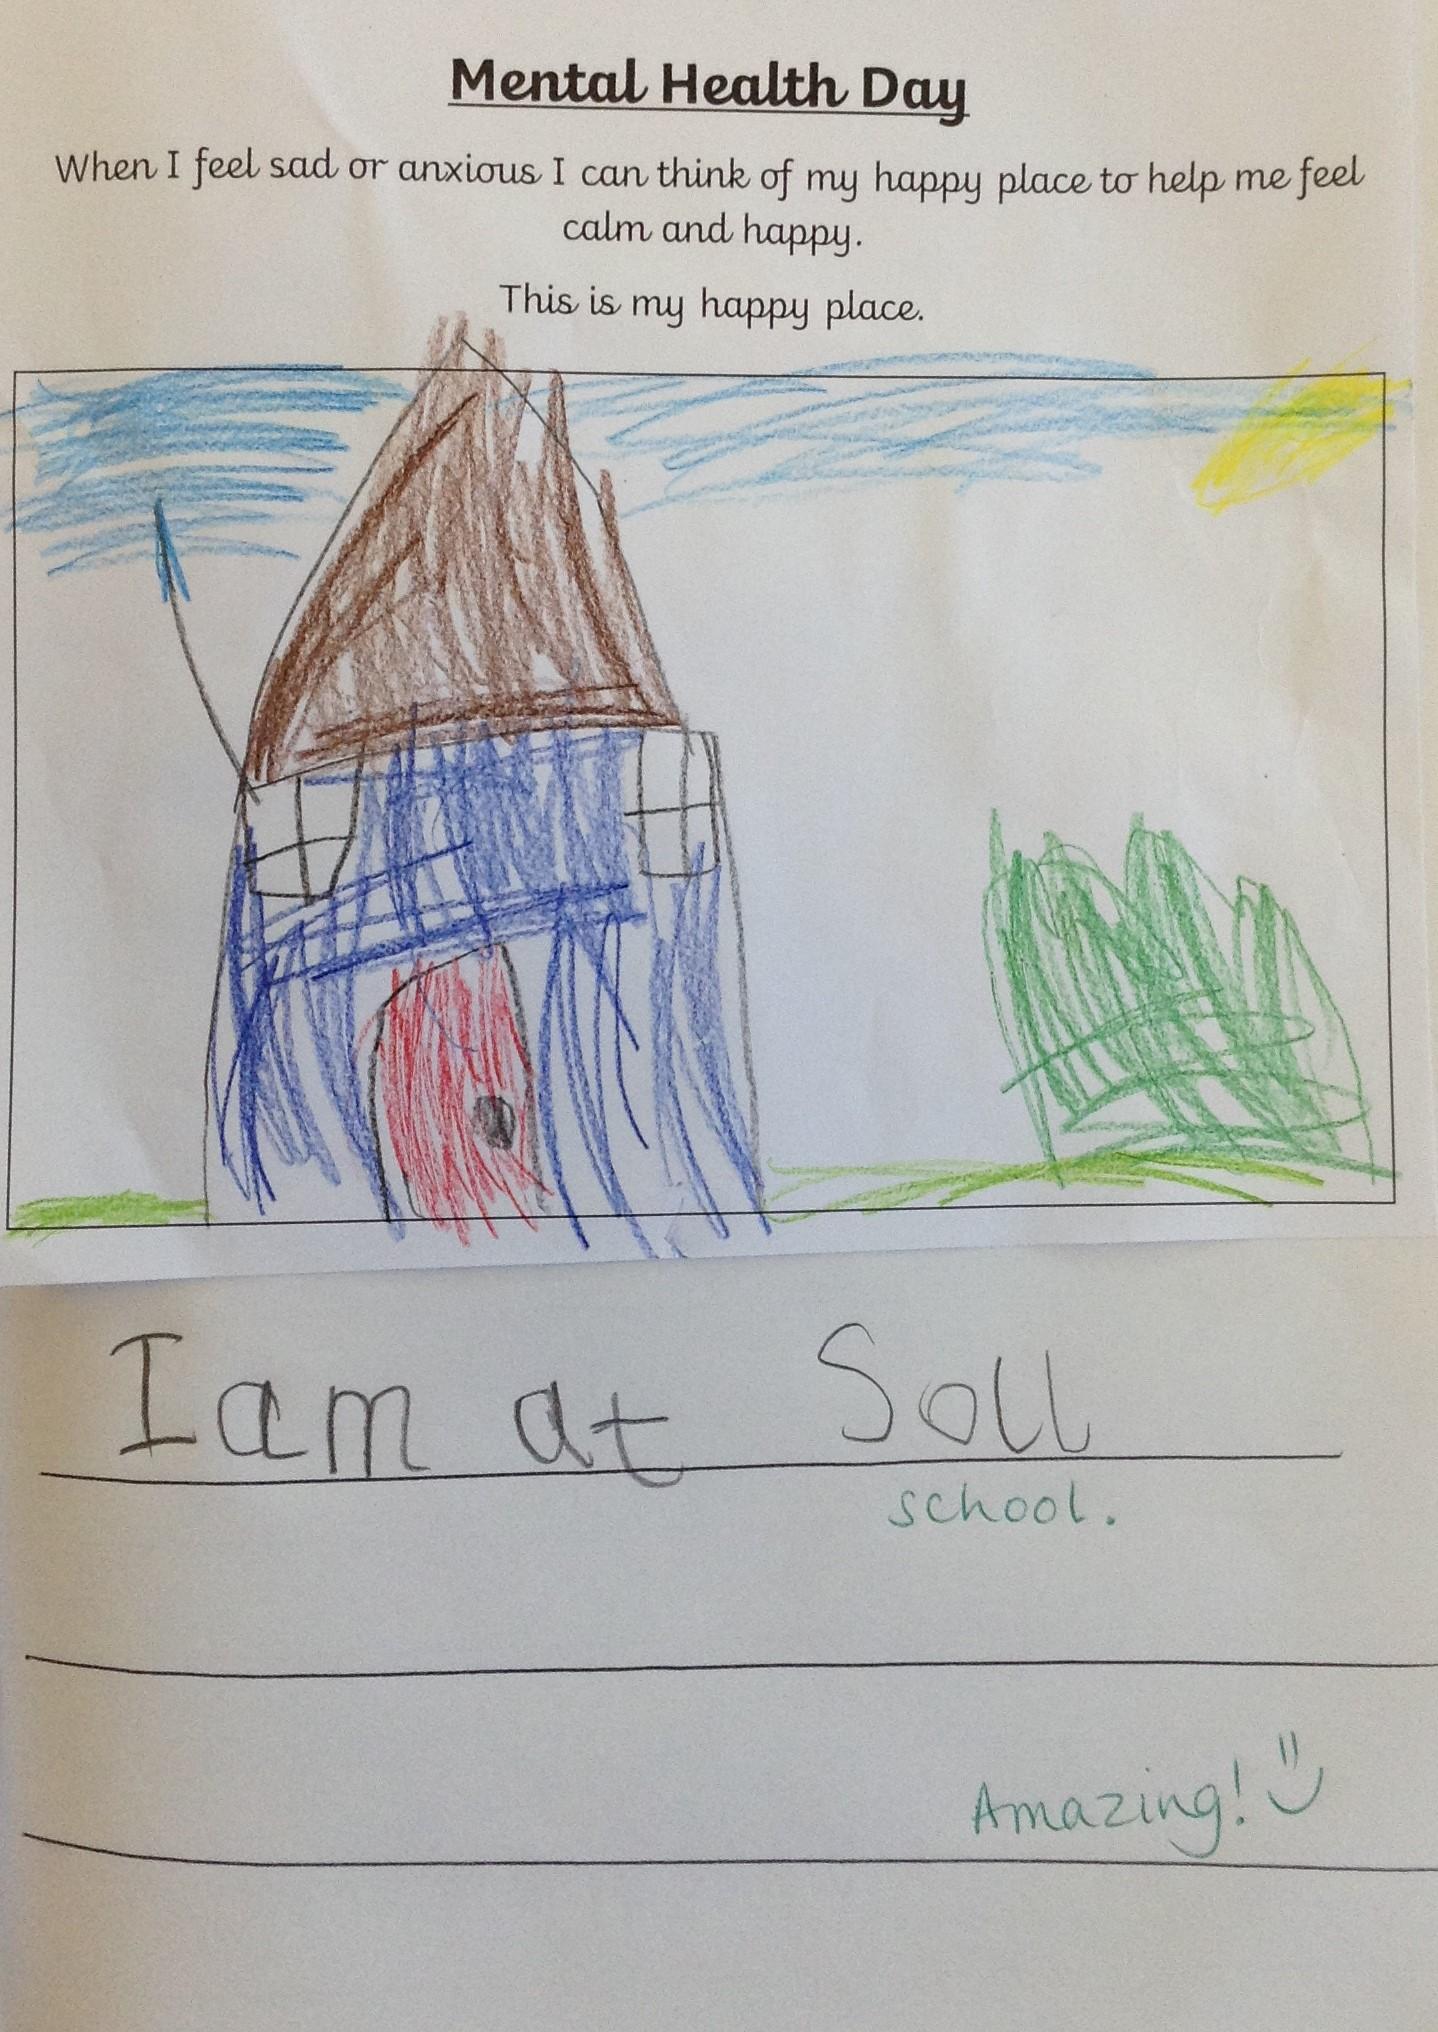 Mental Health Day
When I feel sad or anxious I can think of my happy place to help me feel
calm and happy.
This is my happy place.
I am at Soll
school.
Amazing!